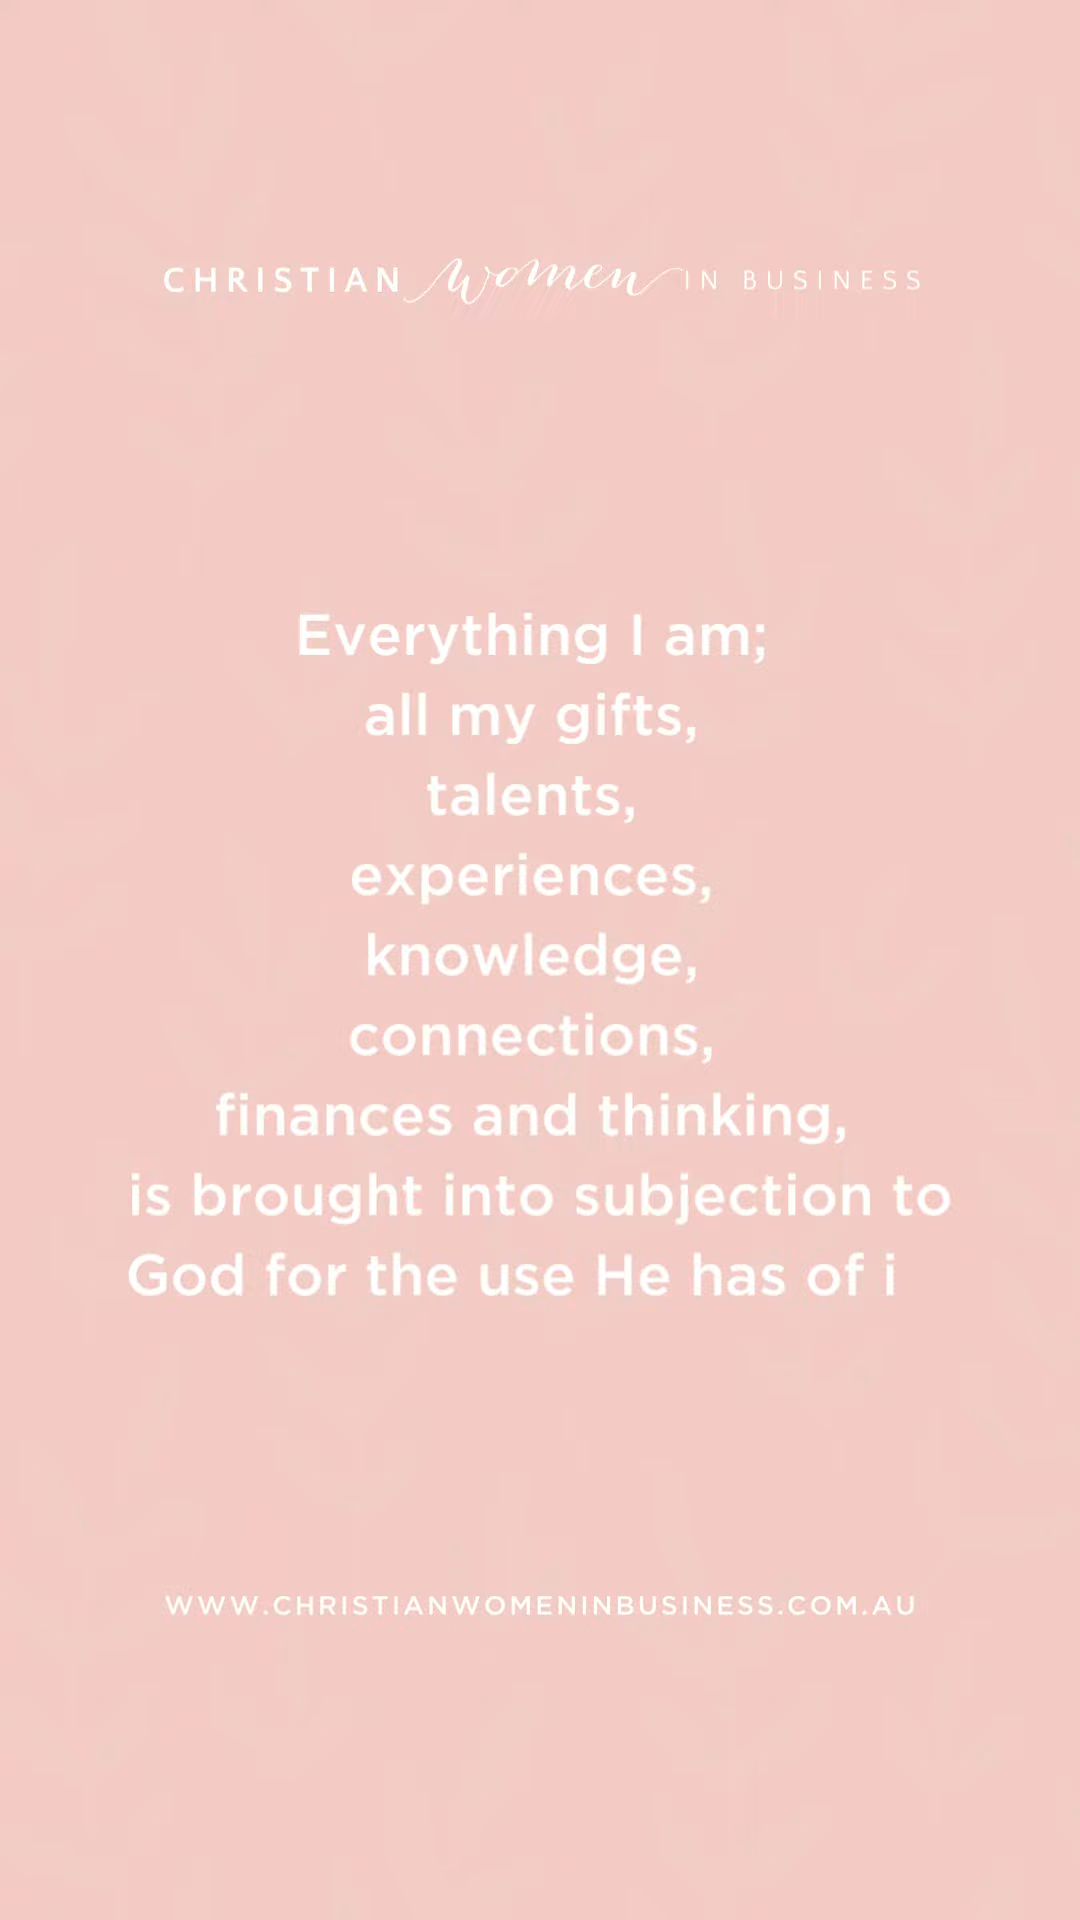 CHRISTIAN women IN BUSINESS
Everything I am;
all my gifts,
talents,
experiences,
knowledge,
connections,
finances and thinking,
is brought into subjection to
God for the use He has of i
WWW.CHRISTIANWOMENINBUSINESS.COM.AU